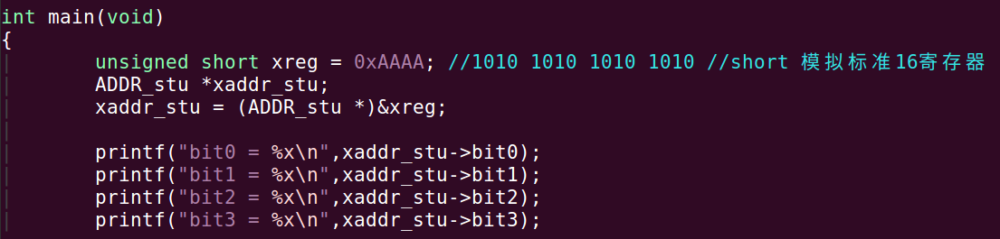 int main(void)
{
unsigned short xreg = 0xAAAA; //1010 1010 1010 1010 //short 模拟标准16寄存器
ADDR_stu *xaddr_stu;
xaddr_stu = (ADDR_stu *)&xreg;
printf("bit0 = %x\n",xaddr_stu->bit0);
printf("bit1 = %x\n",xaddr_stu->bit1);
printf("bit2 = %x\n",xaddr_stu->bit2);
printf("bit3 = %x\n",xaddr_stu->bit3);